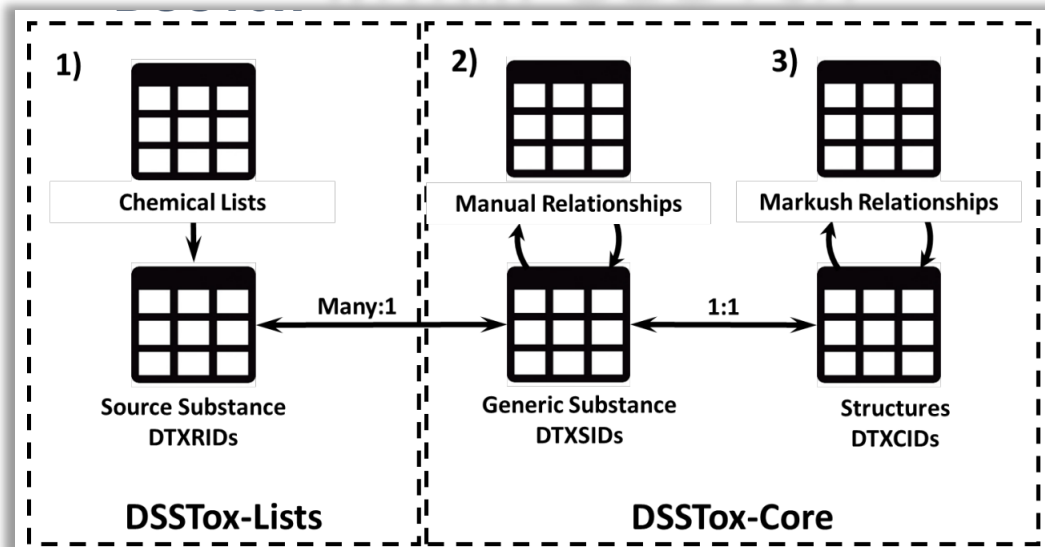 1)
2)
3)
Chemical Lists
Manual Relationships
Markush Relationships
Many:1
1:1
Source Substance
DTXRIDs
Generic Substance
DTXSIDs
Structures
DTXCIDs
DSSTox-Lists
DSSTox-Core